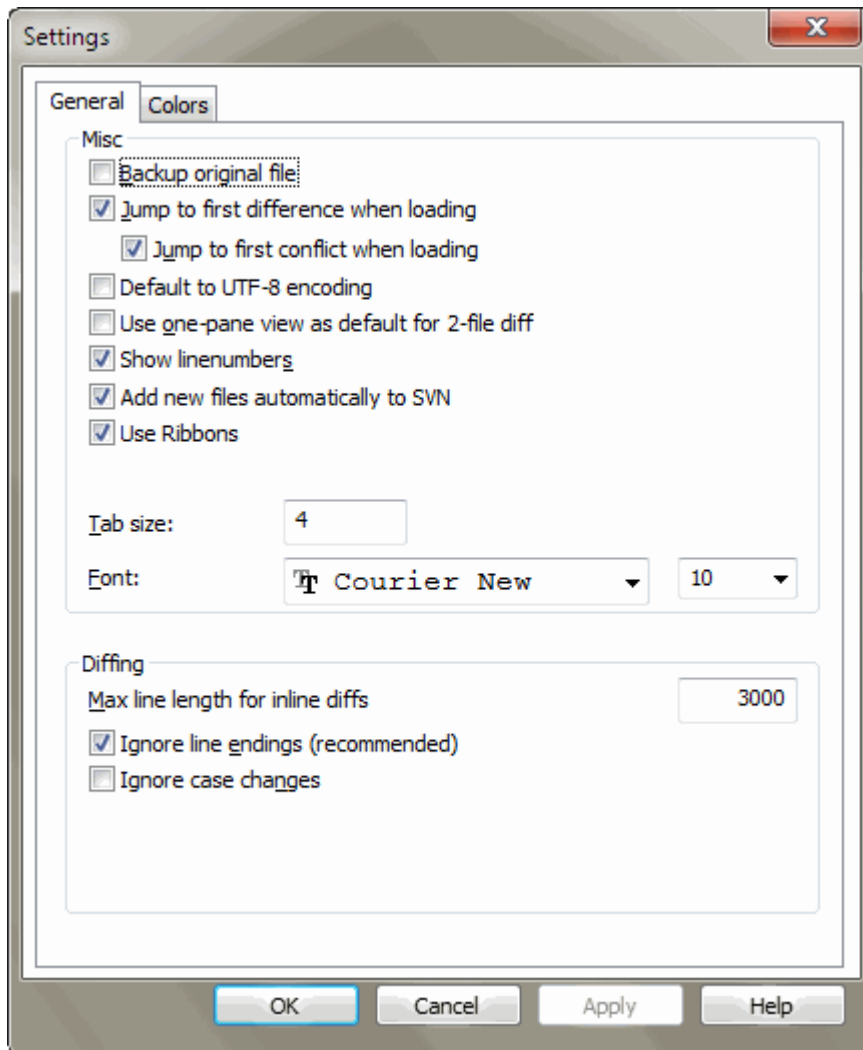 Settings
General Colors
Misc
Backup original file
Jump to first difference when loading
Jump to first conflict when loading
Default to UTF-8 encoding
Use one-pane view as default for 2-file diff
Show linenumbers
Add new files automatically to SVN
Use Ribbons
Tab size: 4
Font: Courier New 10
Diffing
Max line length for inline diffs 3000
Ignore line endings (recommended)
Ignore case changes
OK Cancel Apply Help